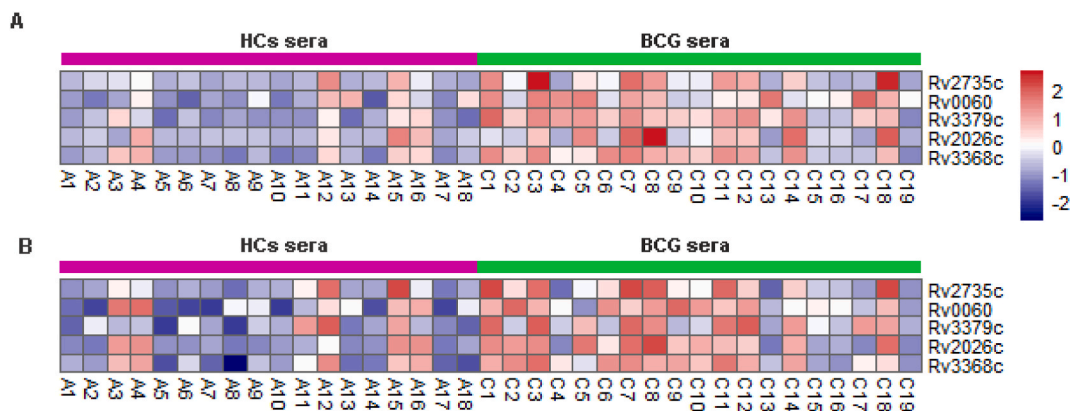 A
HCs sera BCG sera
Rv2735c
Rv0060
Rv3379c
Rv2026c
Rv3368c
2
1
0
-1
-2
A1 A2 A3 A4 A5 A6 A7 A8 A9 A10 A11 A12 A13 A14 A15 A16 A17 A18 C1 C2 C3 C4 C5 C6 C7 C8 C9 C10 C11 C12 C13 C14 C15 C16 C17 C18 C19
B
HCs sera BCG sera
Rv2735c
Rv0060
Rv3379c
Rv2026c
Rv3368c
A1 A2 A3 A4 A5 A6 A7 A8 A9 A10 A11 A12 A13 A14 A15 A16 A17 A18 C1 C2 C3 C4 C5 C6 C7 C8 C9 C10 C11 C12 C13 C14 C15 C16 C17 C18 C19